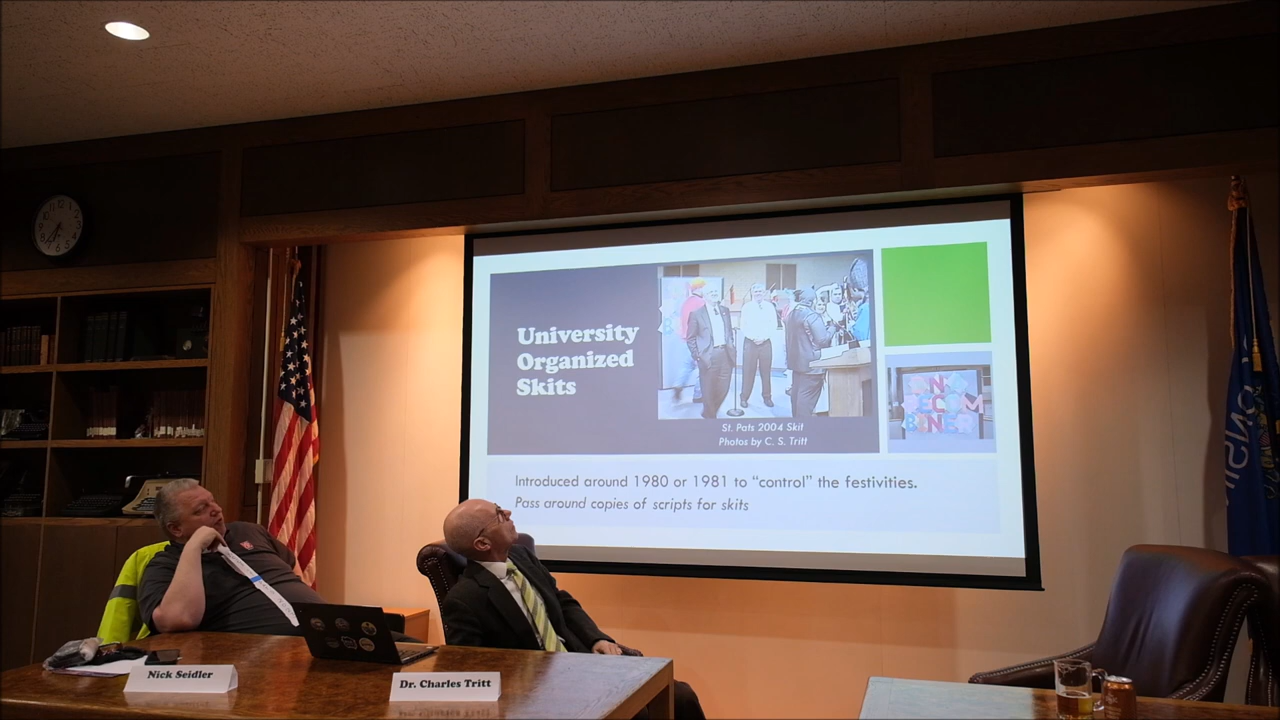 University
Organized
Skits
St. Pats 2004 Skit
Photos by C. S. Tritt
Introduced around 1980 or 1981 to “control” the festivities.
Pass around copies of scripts for skits
Nick Seidler
Dr. Charles Tritt